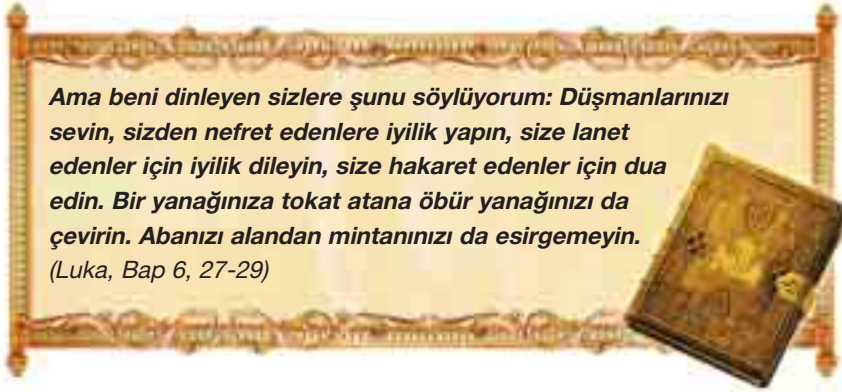 Ama beni dinleyen sizlere şunu söylüyorum: Düşmanlarınızı
sevin, sizden nefret edenlere iyilik yapın, size lanet
edenler için iyilik dileyin, size hakaret edenler için dua
edin. Bir yanağınıza tokat atana öbür yanağınızı da
çevirin. Abanızı alandan mintanınızı da esirgemeyin.
(Luka, Bap 6, 27-29)